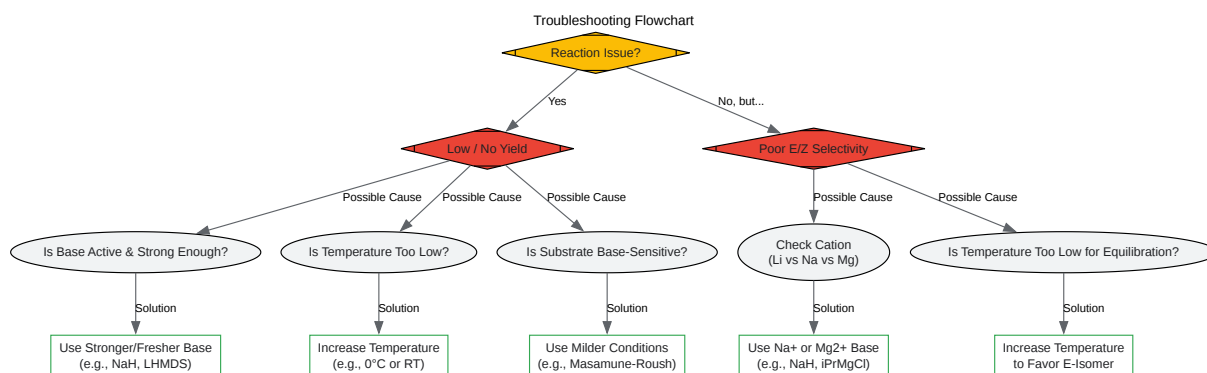 Troubleshooting Flowchart
Reaction Issue?
Yes
No, but...
Low / No Yield
Poor E/Z Selectivity
Possible Cause
Possible Cause
Possible Cause
Possible Cause
Possible Cause
Is Base Active & Strong Enough?
Is Temperature Too Low?
Is Substrate Base-Sensitive?
Check Cation
(Li vs Na vs Mg)
Is Temperature Too Low for Equilibration?
Solution
Solution
Solution
Solution
Solution
Use Stronger/Fresher Base
(e.g., NaH, LHMDS)
Increase Temperature
(e.g., 0°C or RT)
Use Milder Conditions
(e.g., Masamune-Roush)
Use Na+ or Mg2+ Base
(e.g., NaH, iPrMgCl)
Increase Temperature
to Favor E-Isomer